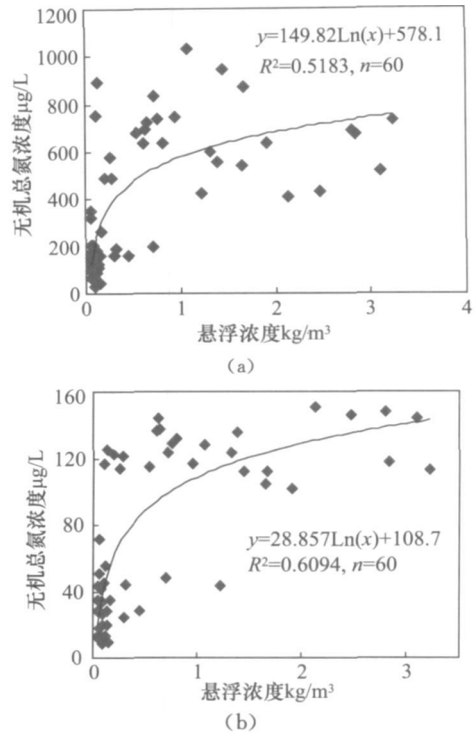 1200
1000
800
600
400
200
0
无机总氮浓度μg/L
y=149.82Ln(x)+578.1
R²=0.5183, n=60
0 1 2 3 4
悬浮浓度kg/m³
(a)
160
120
80
40
0
无机总氮浓度μg/L
y=28.857Ln(x)+108.7
R²=0.6094, n=60
0 1 2 3
悬浮浓度kg/m³
(b)